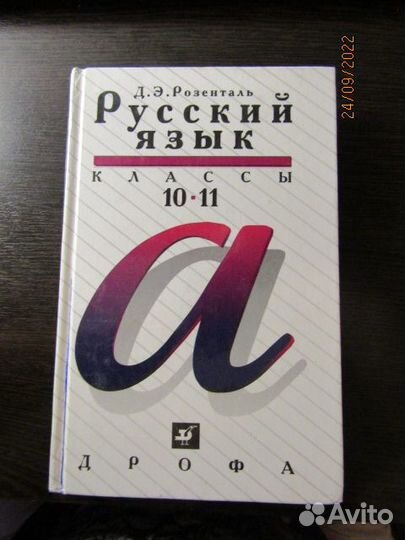 Д.Э.Розенталь
Русский
язык
КЛАССЫ
10·11
а
ДРОФА
24/09/2022
Avito